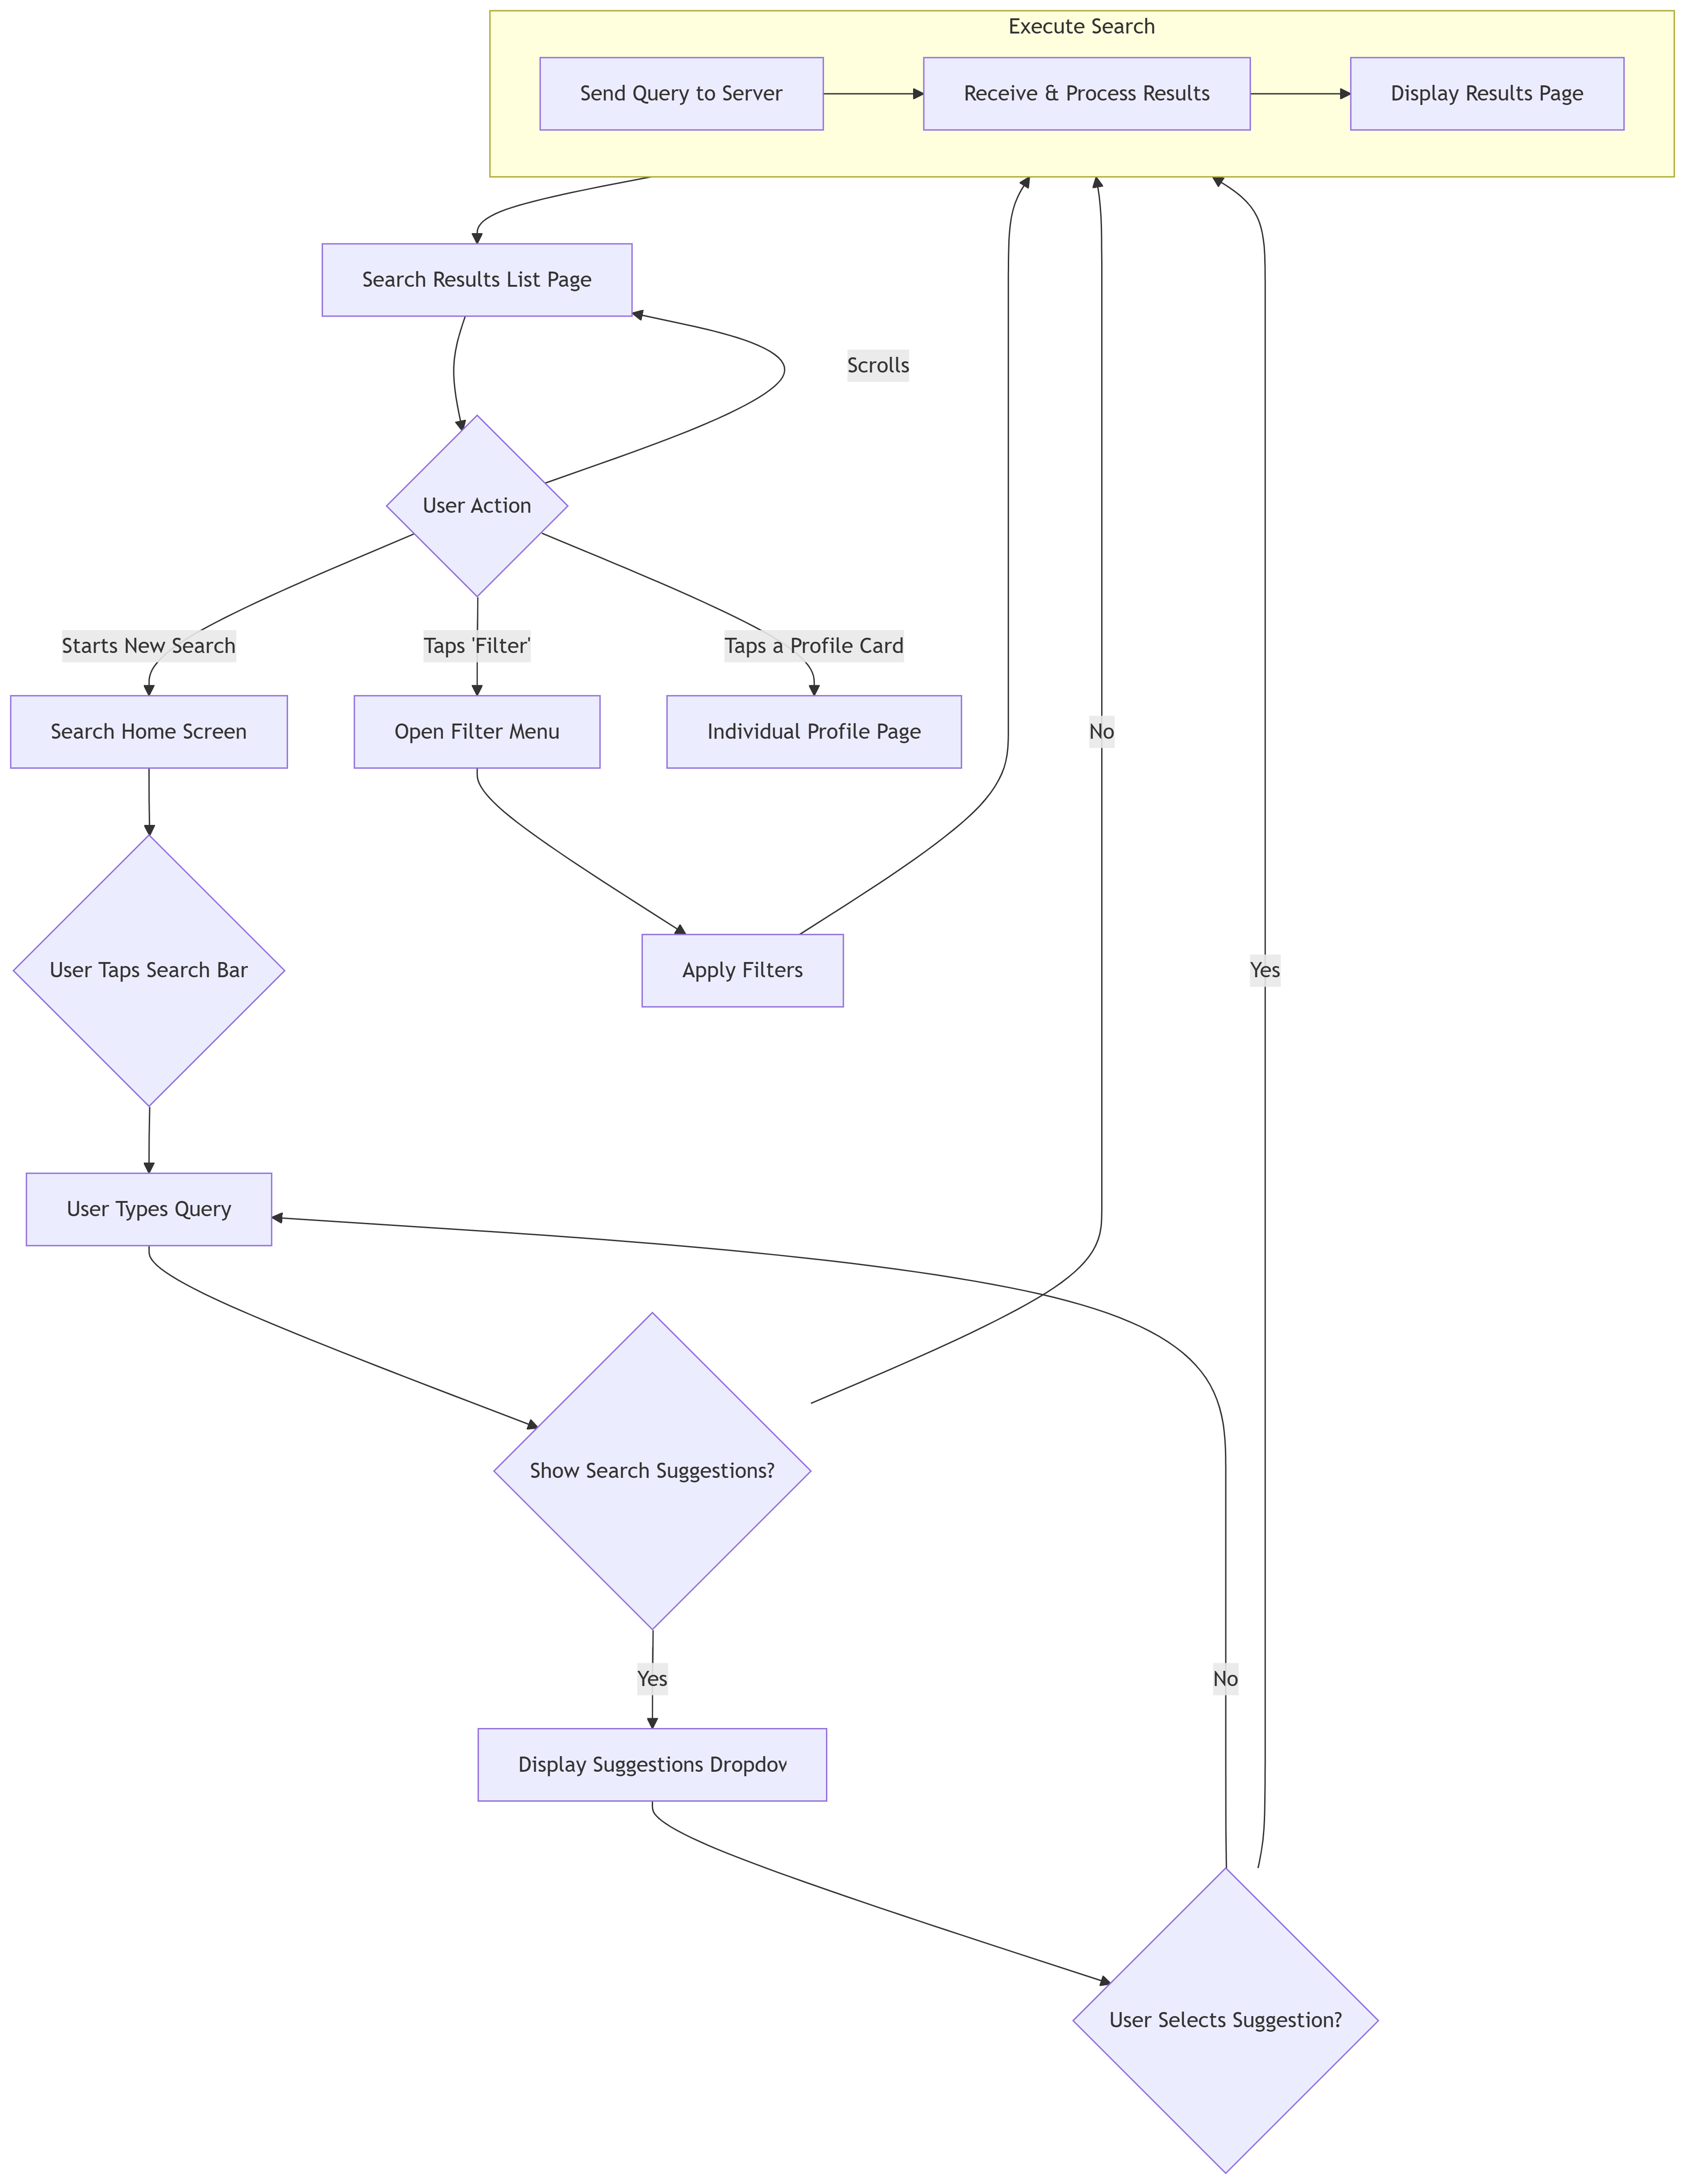 Execute Search
Send Query to Server
Receive & Process Results
Display Results Page
Search Results List Page
Scrolls
User Action
Starts New Search
Taps 'Filter'
Taps a Profile Card
Search Home Screen
Open Filter Menu
Individual Profile Page
No
User Taps Search Bar
Apply Filters
Yes
User Types Query
Show Search Suggestions?
Yes
No
Display Suggestions Dropdov
User Selects Suggestion?